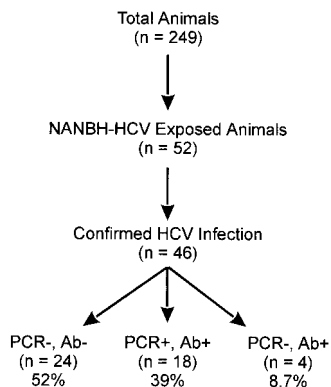 Total Animals
(n = 249)
NANBH-HCV Exposed Animals
(n = 52)
Confirmed HCV Infection
(n = 46)
PCR-, Ab- PCR+, Ab+ PCR-, Ab+
(n = 24) (n = 18) (n = 4)
52% 39% 8.7%